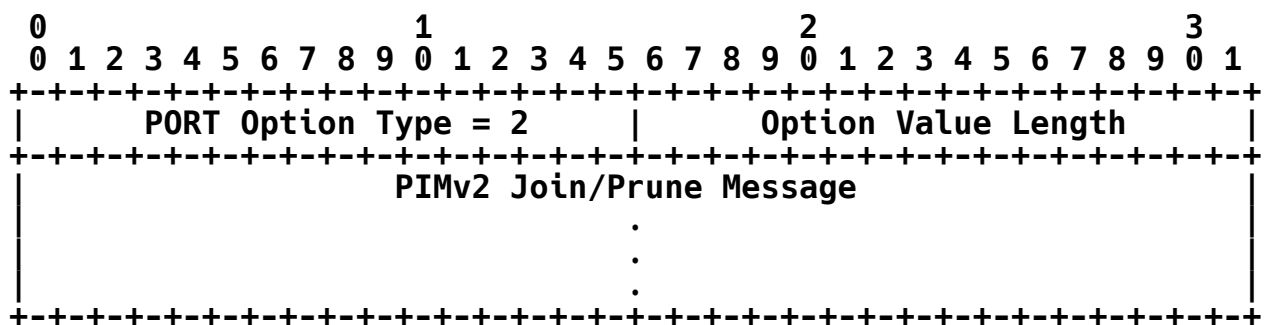 0                   1                   2                   3
 0 1 2 3 4 5 6 7 8 9 0 1 2 3 4 5 6 7 8 9 0 1 2 3 4 5 6 7 8 9 0 1
+-+-+-+-+-+-+-+-+-+-+-+-+-+-+-+-+-+-+-+-+-+-+-+-+-+-+-+-+-+-+-+-+
|      PORT Option Type = 2     |      Option Value Length      |
+-+-+-+-+-+-+-+-+-+-+-+-+-+-+-+-+-+-+-+-+-+-+-+-+-+-+-+-+-+-+-+-+
|                   PIMv2 Join/Prune Message                    |
|                               .                               |
|                               .                               |
|                               .                               |
+-+-+-+-+-+-+-+-+-+-+-+-+-+-+-+-+-+-+-+-+-+-+-+-+-+-+-+-+-+-+-+-+